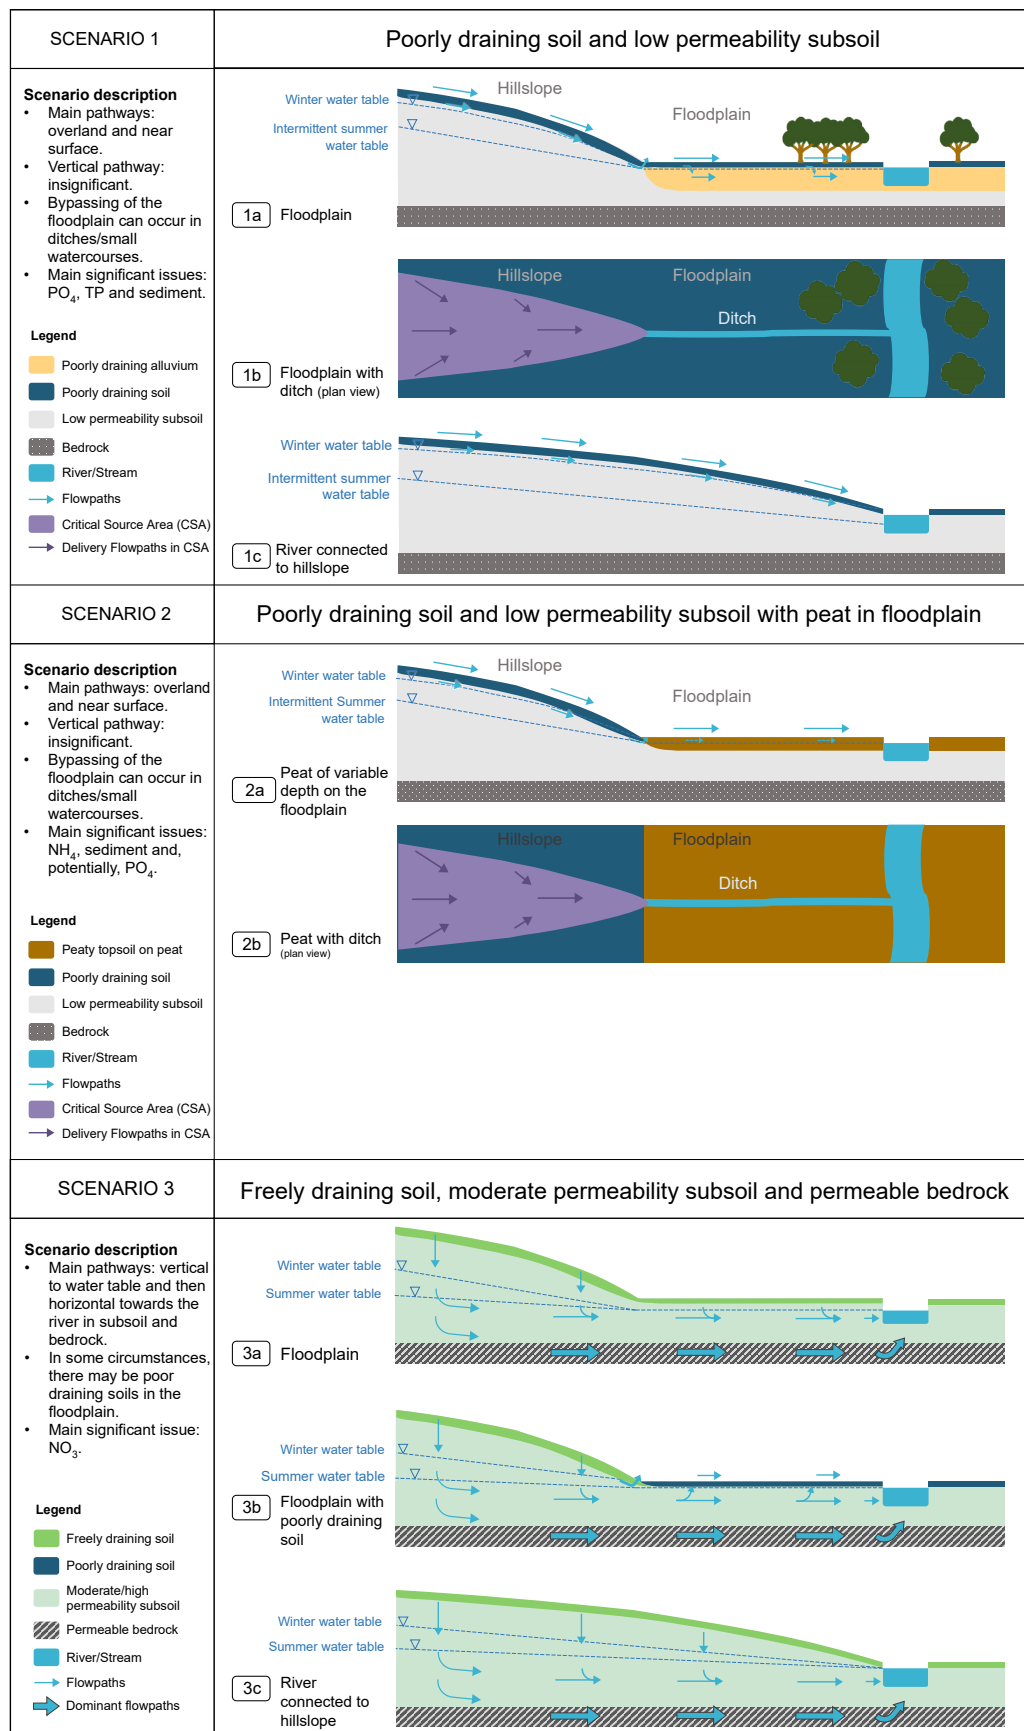 SCENARIO 1
Poorly draining soil and low permeability subsoil
Scenario description
• Main pathways:
overland and near
surface.
• Vertical pathway:
insignificant.
• Bypassing of the
floodplain can occur in
ditches/small
watercourses.
• Main significant issues:
PO4, TP and sediment.
Legend
Poorly draining alluvium
Poorly draining soil
Low permeability subsoil
Bedrock
River/Stream
Flowpaths
Critical Source Area (CSA)
Delivery Flowpaths in CSA
Hillslope
Winter water table
Floodplain
Intermittent summer
water table
1a Floodplain
Hillslope
Floodplain
Ditch
1b Floodplain with
ditch (plan view)
Winter water table
Intermittent summer
water table
1c River connected
to hillslope
SCENARIO 2
Poorly draining soil and low permeability subsoil with peat in floodplain
Scenario description
• Main pathways: overland
and near surface.
• Vertical pathway:
insignificant.
• Bypassing of the
floodplain can occur in
ditches/small
watercourses.
• Main significant issues:
NH4, sediment and,
potentially, PO4.
Legend
Peaty topsoil on peat
Poorly draining soil
Low permeability subsoil
Bedrock
River/Stream
Flowpaths
Critical Source Area (CSA)
Delivery Flowpaths in CSA
Hillslope
Winter water table
Floodplain
Intermittent Summer
water table
2a Peat of variable
depth on the
floodplain
Hillslope
Floodplain
Ditch
2b Peat with ditch
(plan view)
SCENARIO 3
Freely draining soil, moderate permeability subsoil and permeable bedrock
Scenario description
• Main pathways: vertical
to water table and then
horizontal towards the
river in subsoil and
bedrock.
• In some circumstances,
there may be poor
draining soils in the
floodplain.
• Main significant issue:
NO3.
Legend
Freely draining soil
Poorly draining soil
Moderate/high
permeability subsoil
Permeable bedrock
River/Stream
Flowpaths
Dominant flowpaths
Winter water table
Summer water table
3a Floodplain
Winter water table
Summer water table
3b Floodplain with
poorly draining
soil
Winter water table
Summer water table
3c River
connected to
hillslope